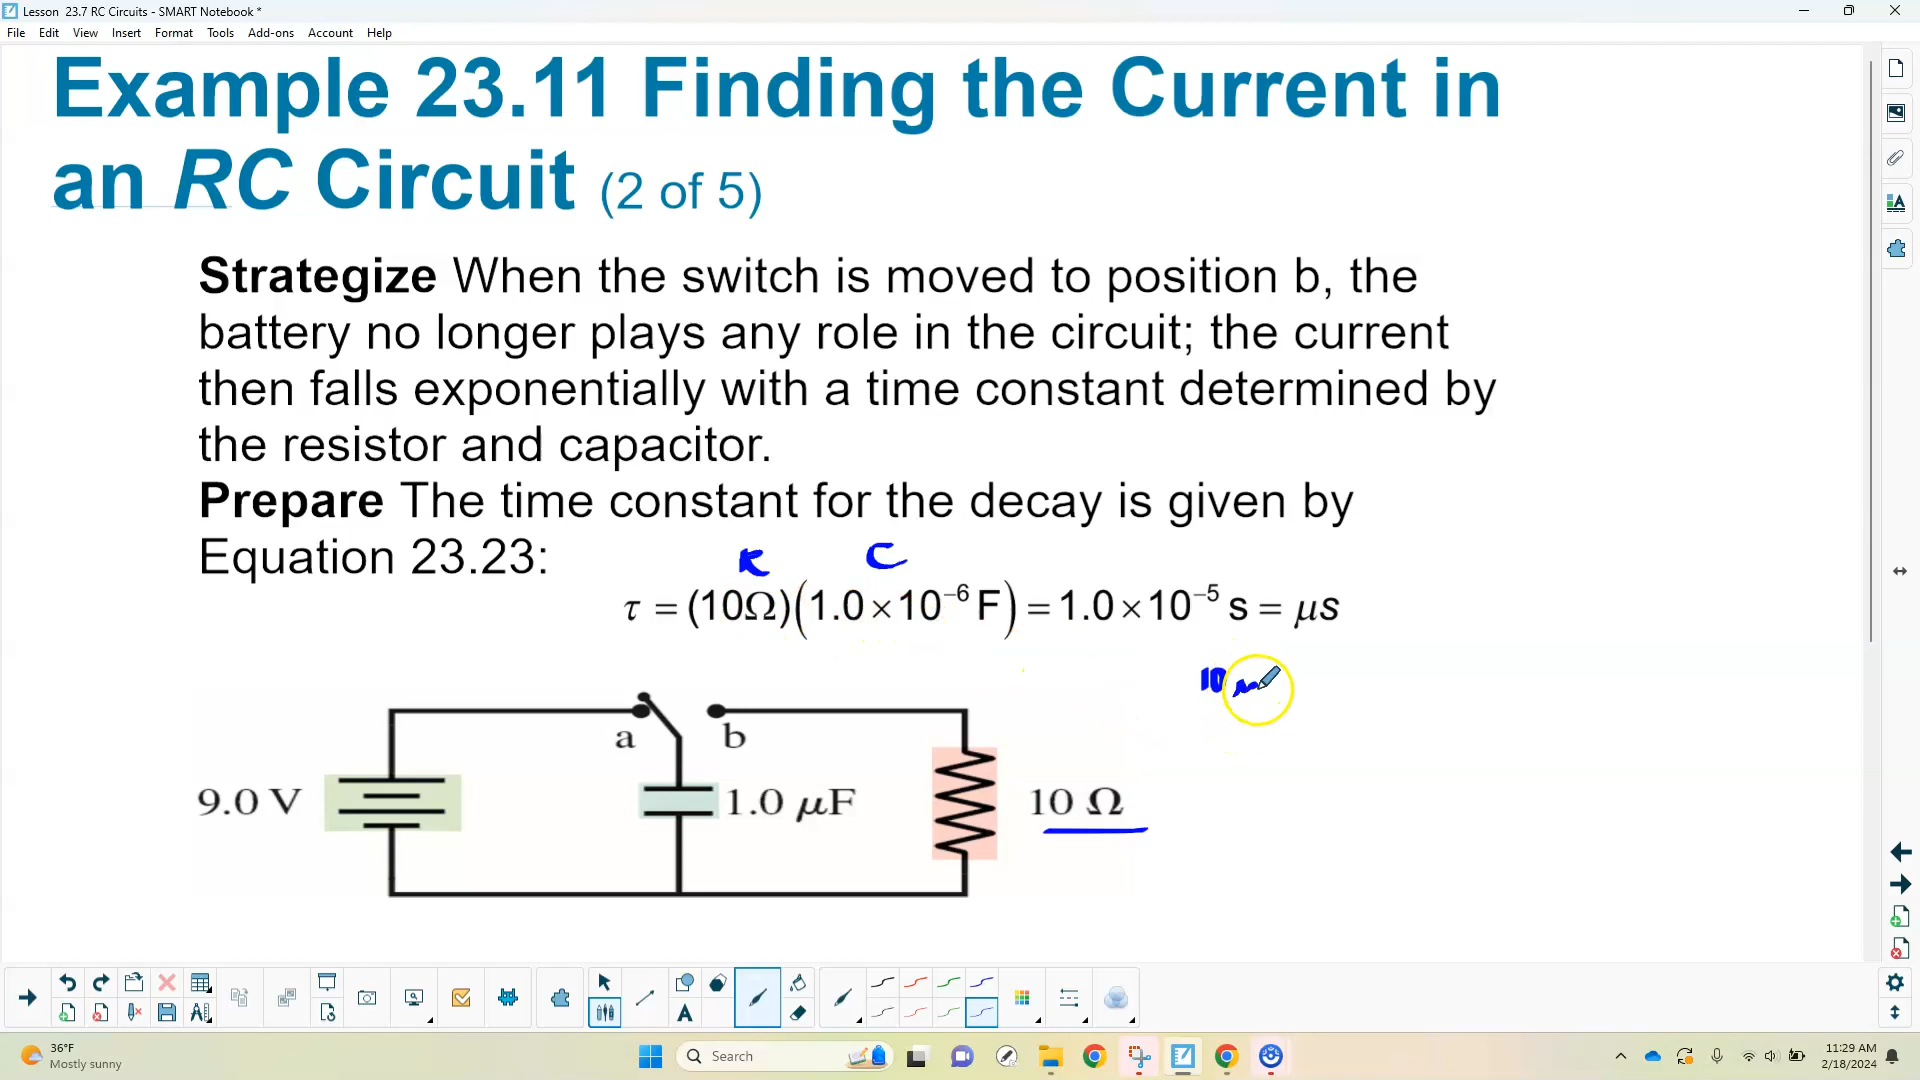 Lesson 23.7 RC Circuits - SMART Notebook *
File Edit View Insert Format Tools Add-ons Account Help
Example 23.11 Finding the Current in
an RC Circuit (2 of 5)
Strategize When the switch is moved to position b, the
battery no longer plays any role in the circuit; the current
then falls exponentially with a time constant determined by
the resistor and capacitor.
Prepare The time constant for the decay is given by
Equation 23.23:
R C
τ = (10Ω)(1.0 × 10⁻⁶ F) = 1.0 × 10⁻⁵ s = μs
10
a b
9.0 V 1.0 μF 10 Ω
36°F
Mostly sunny
Search
11:29 AM
2/18/2024